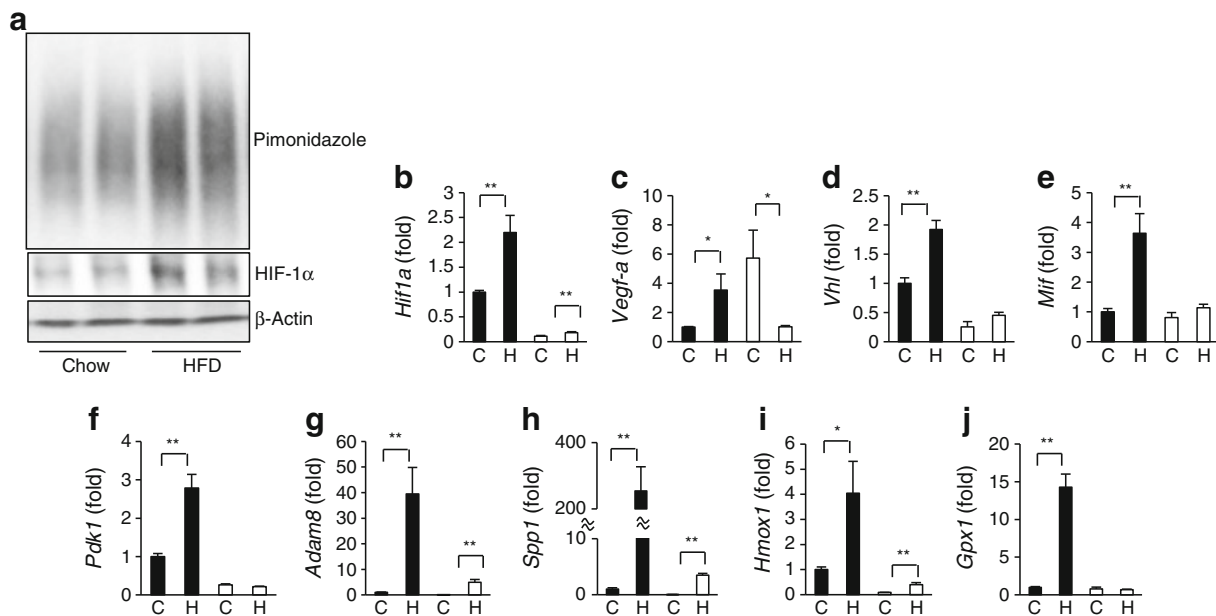 a
Pimonidazole
HIF-1α
β-Actin
Chow HFD
b
Hif1a (fold)
3
2.5
2
1.5
1
0.5
0
**
**
C H C H
c
Vegf-a (fold)
10
8
6
4
2
0
*
*
C H C H
d
Vhl (fold)
2.5
2
1.5
1
0.5
0
**
C H C H
e
Mif (fold)
5
4
3
2
1
0
**
C H C H
f
Pdk1 (fold)
4
3
2
1
0
**
C H C H
g
Adam8 (fold)
60
50
40
30
20
10
0
**
**
C H C H
h
Spp1 (fold)
400
200
10
0
**
**
C H C H
i
Hmox1 (fold)
6
5
4
3
2
1
0
*
**
C H C H
j
Gpx1 (fold)
20
15
10
5
0
**
C H C H